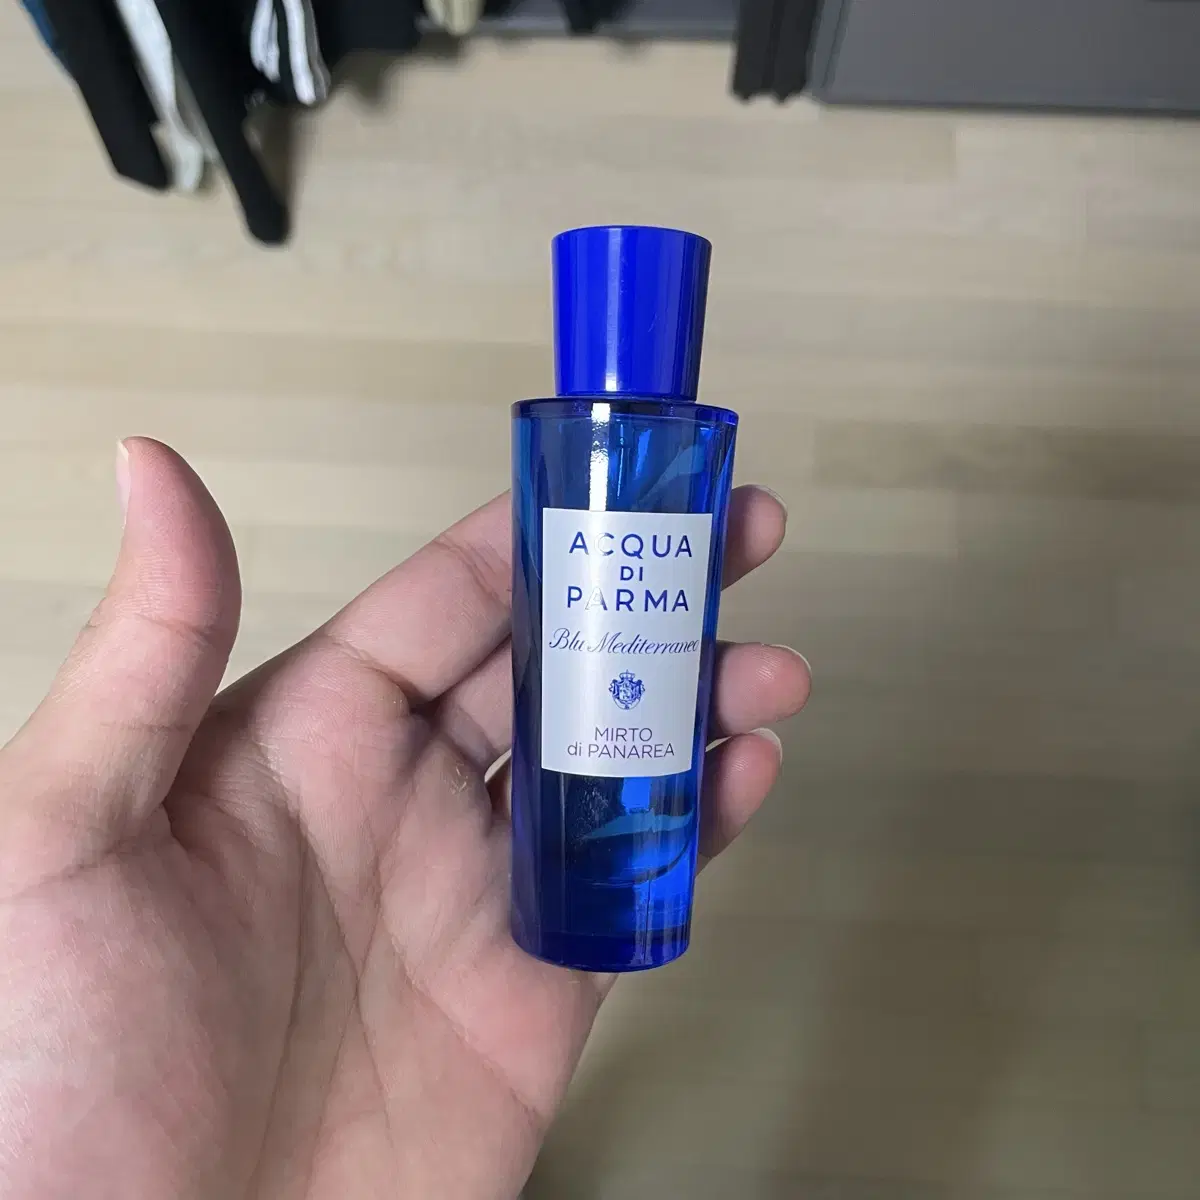 ACQUA
DI
PARMA
Blu Mediterraneo
MIRTO
di PANAREA